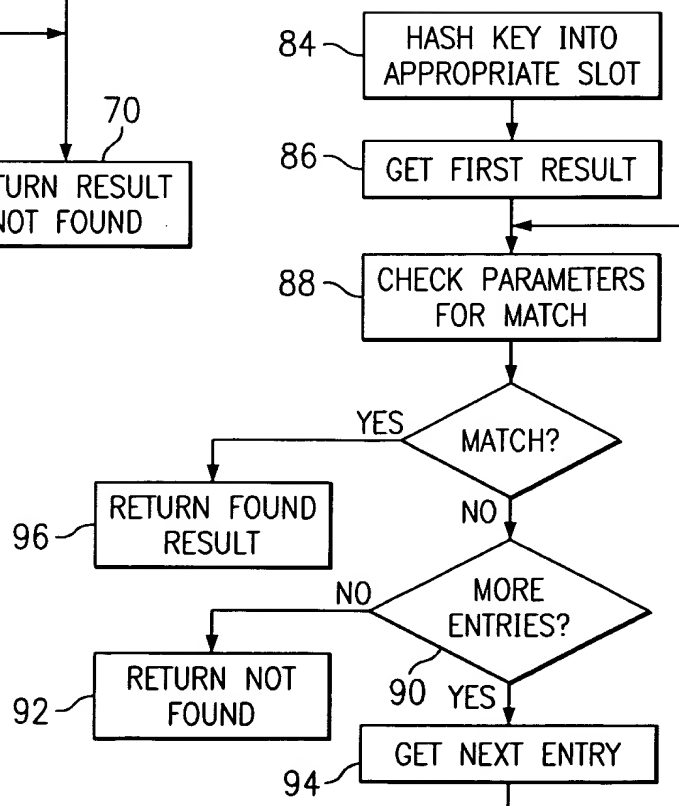 84
HASH KEY INTO
APPROPRIATE SLOT
70
86
GET FIRST RESULT
RESULT
FOUND
88
CHECK PARAMETERS
FOR MATCH
YES
MATCH?
96
RETURN FOUND
RESULT
NO
NO
MORE
ENTRIES?
92
RETURN NOT
FOUND
90
YES
94
GET NEXT ENTRY